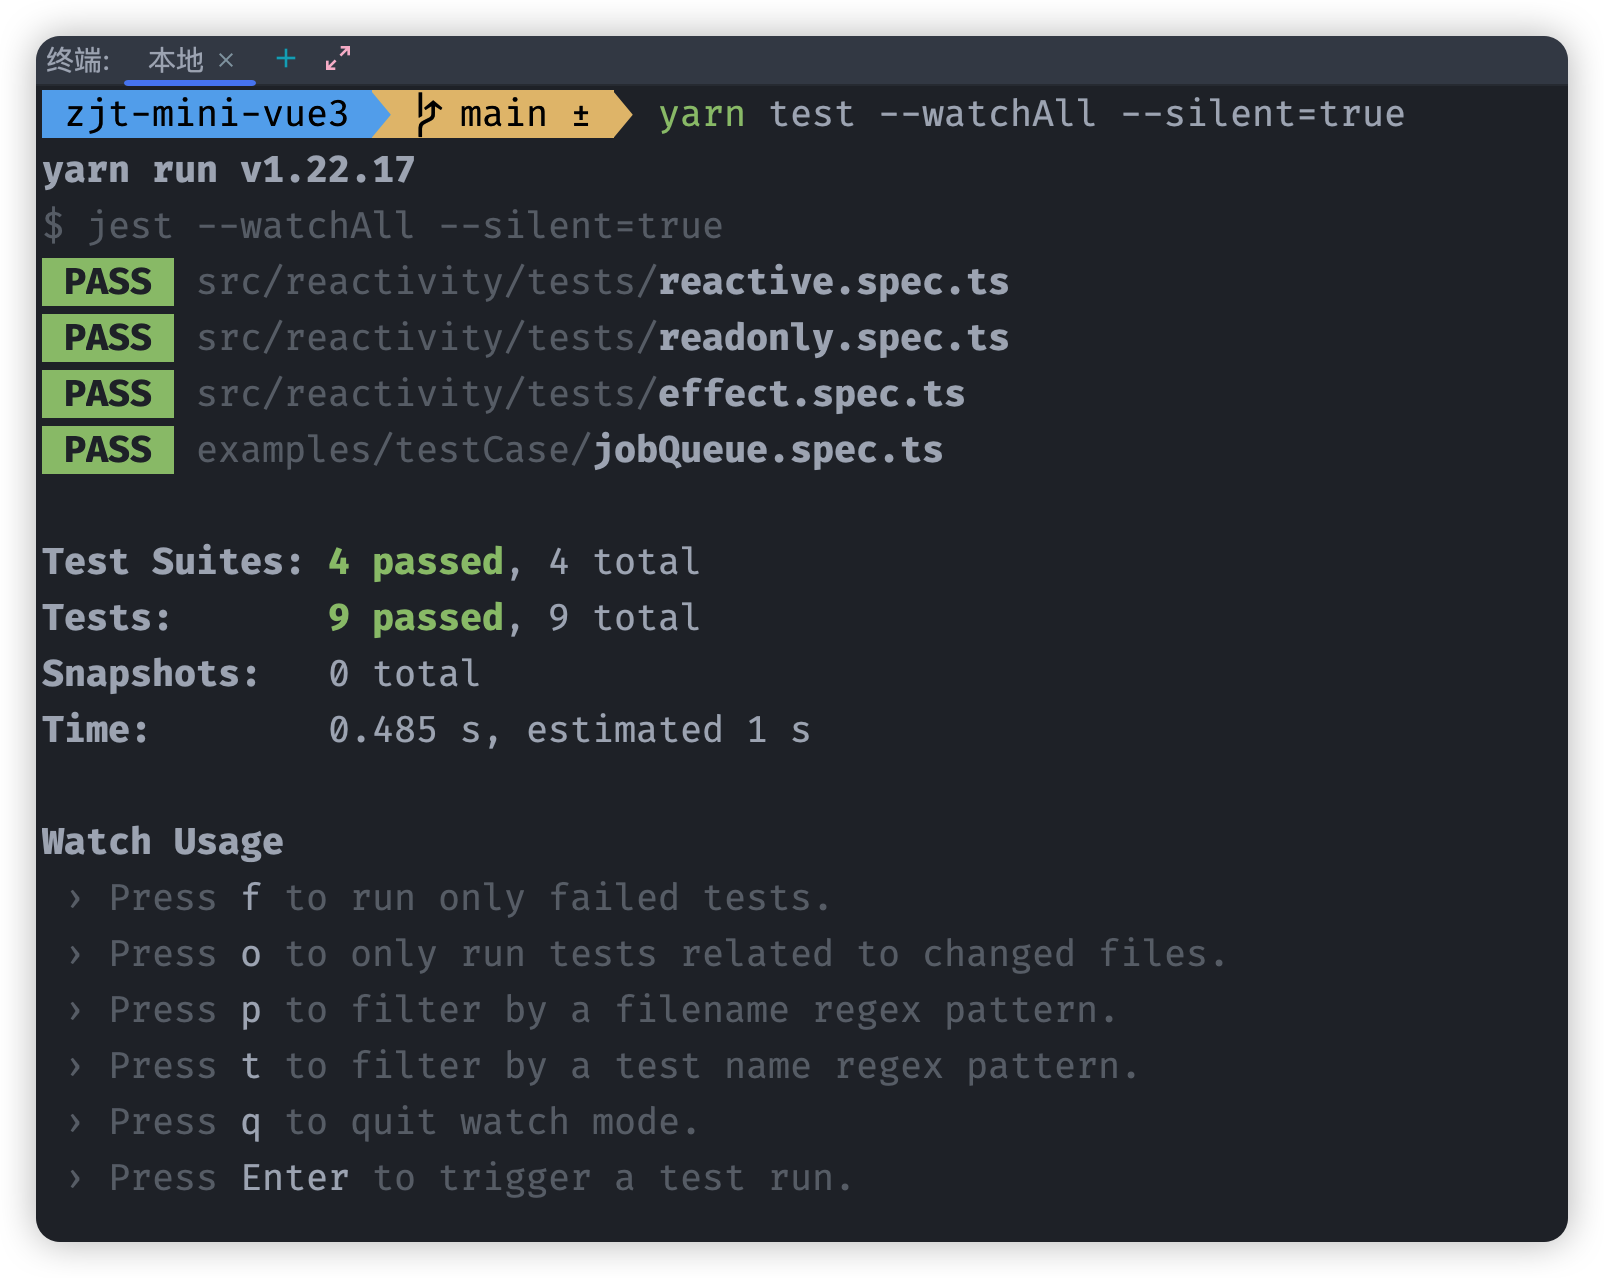 终端: 本地 × +
zjt-mini-vue3 main ± yarn test --watchAll --silent=true
yarn run v1.22.17
$ jest --watchAll --silent=true
PASS src/reactivity/tests/reactive.spec.ts
PASS src/reactivity/tests/readonly.spec.ts
PASS src/reactivity/tests/effect.spec.ts
PASS examples/testCase/jobQueue.spec.ts
Test Suites: 4 passed, 4 total
Tests: 9 passed, 9 total
Snapshots: 0 total
Time: 0.485 s, estimated 1 s
Watch Usage
› Press f to run only failed tests.
› Press o to only run tests related to changed files.
› Press p to filter by a filename regex pattern.
› Press t to filter by a test name regex pattern.
› Press q to quit watch mode.
› Press Enter to trigger a test run.